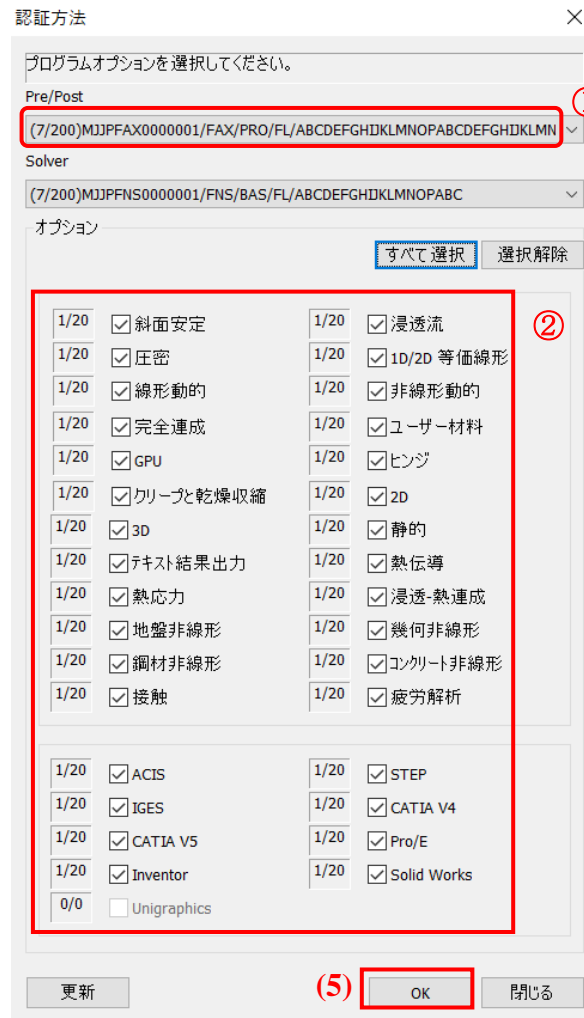 認証方法
プログラムオプションを選択してください。
Pre/Post
(7/200)MJJPFAX0000001/FAX/PRO/FL/ABCDEFGHIJKLMNOPABCDEFGHIJKLMN
Solver
(7/200)MJJPFNS0000001/FNS/BAS/FL/ABCDEFGHIJKLMNOPABC
オプション
すべて選択 選択解除
②
1/20 斜面安定 1/20 浸透流
1/20 圧密 1/20 1D/2D 等価線形
1/20 線形動的 1/20 非線形動的
1/20 完全連成 1/20 ユーザー材料
1/20 GPU 1/20 ヒンジ
1/20 クリープと乾燥収縮 1/20 2D
1/20 3D 1/20 静的
1/20 テキスト結果出力 1/20 熱伝導
1/20 熱応力 1/20 浸透-熱連成
1/20 地盤非線形 1/20 幾何非線形
1/20 鋼材非線形 1/20 コンクリート非線形
1/20 接触 1/20 疲労解析
1/20 ACIS 1/20 STEP
1/20 IGES 1/20 CATIA V4
1/20 CATIA V5 1/20 Pro/E
1/20 Inventor 1/20 Solid Works
0/0 Unigraphics
更新 (5) OK 閉じる